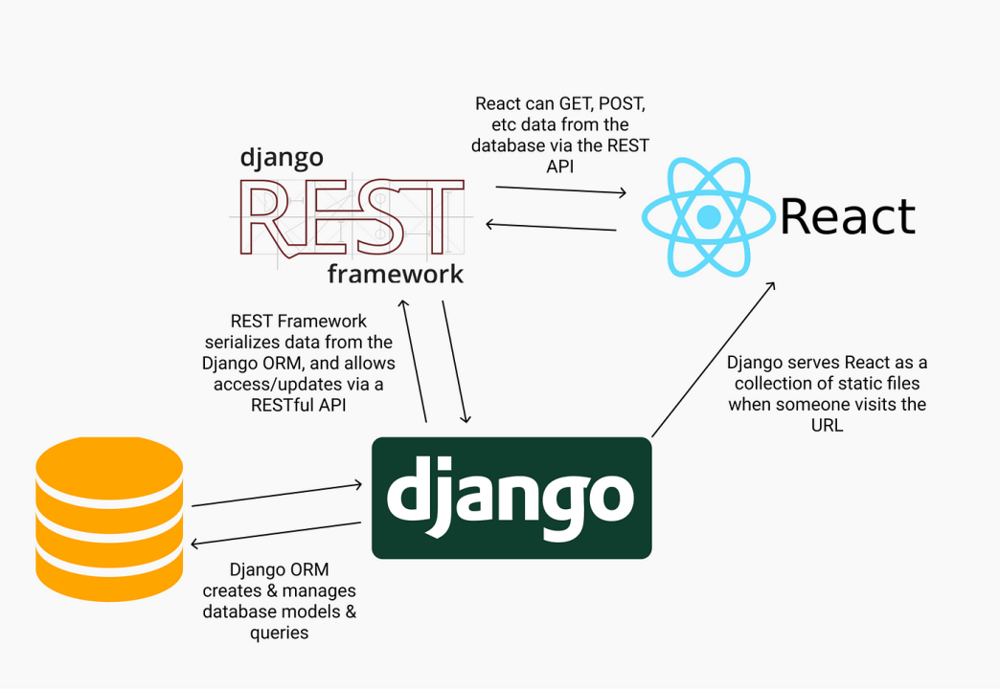 React can GET, POST,
etc data from the
database via the REST
API
django
REST
framework
React
REST Framework
serializes data from the
Django ORM, and allows
access/updates via a
RESTful API
Django serves React as a
collection of static files
when someone visits the
URL
django
Django ORM
creates & manages
database models &
queries